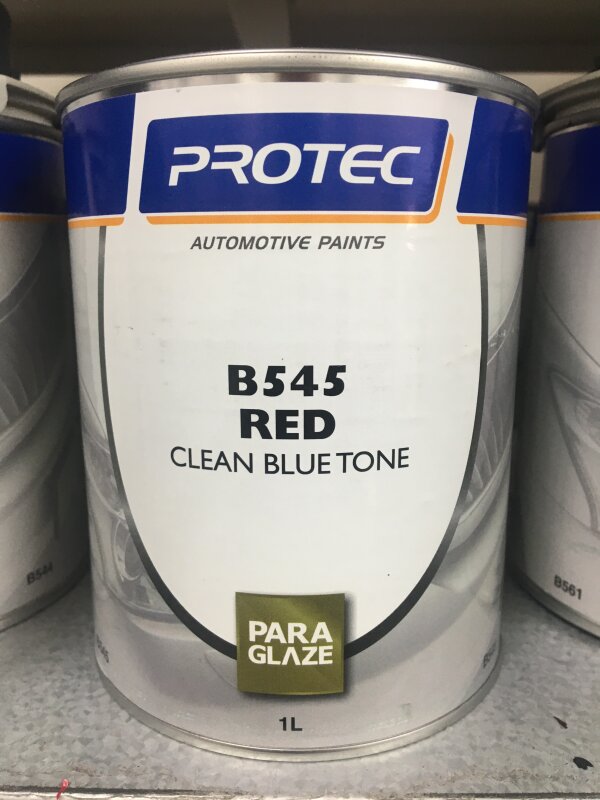 PROTEC
AUTOMOTIVE PAINTS
B545
RED
CLEAN BLUE TONE
PARA
GLAZE
1L
B544
B561